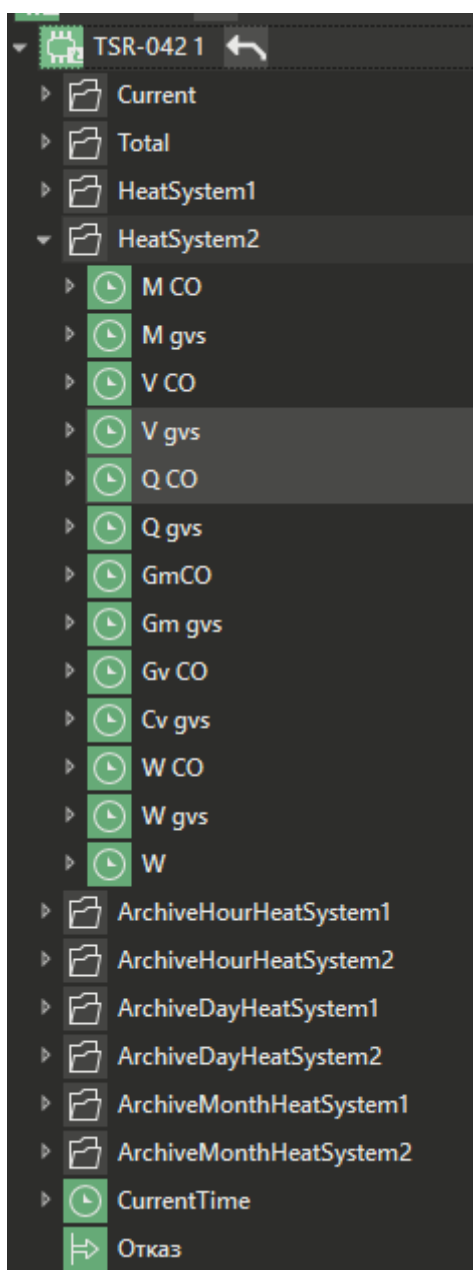 TSR-042 1
Current
Total
HeatSystem1
HeatSystem2
M CO
M gvs
V CO
V gvs
Q CO
Q gvs
GmCO
Gm gvs
Gv CO
Cv gvs
W CO
W gvs
W
ArchiveHourHeatSystem1
ArchiveHourHeatSystem2
ArchiveDayHeatSystem1
ArchiveDayHeatSystem2
ArchiveMonthHeatSystem1
ArchiveMonthHeatSystem2
CurrentTime
Отказ